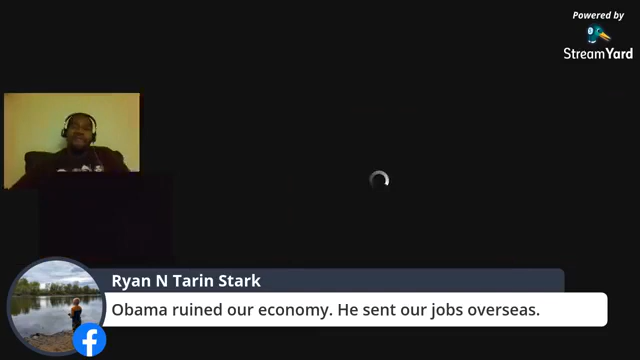 Powered by
StreamYard
Ryan N Tarin Stark
Obama ruined our economy. He sent our jobs overseas.